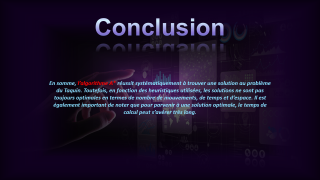 Conclusion
En somme, l'algorithme A* réussit systématiquement à trouver une solution au problème
du Taquin. Toutefois, en fonction des heuristiques utilisées, les solutions ne sont pas
toujours optimales en termes de nombre de mouvements, de temps et d'espace. Il est
également important de noter que pour parvenir à une solution optimale, le temps de
calcul peut s'avérer très long.